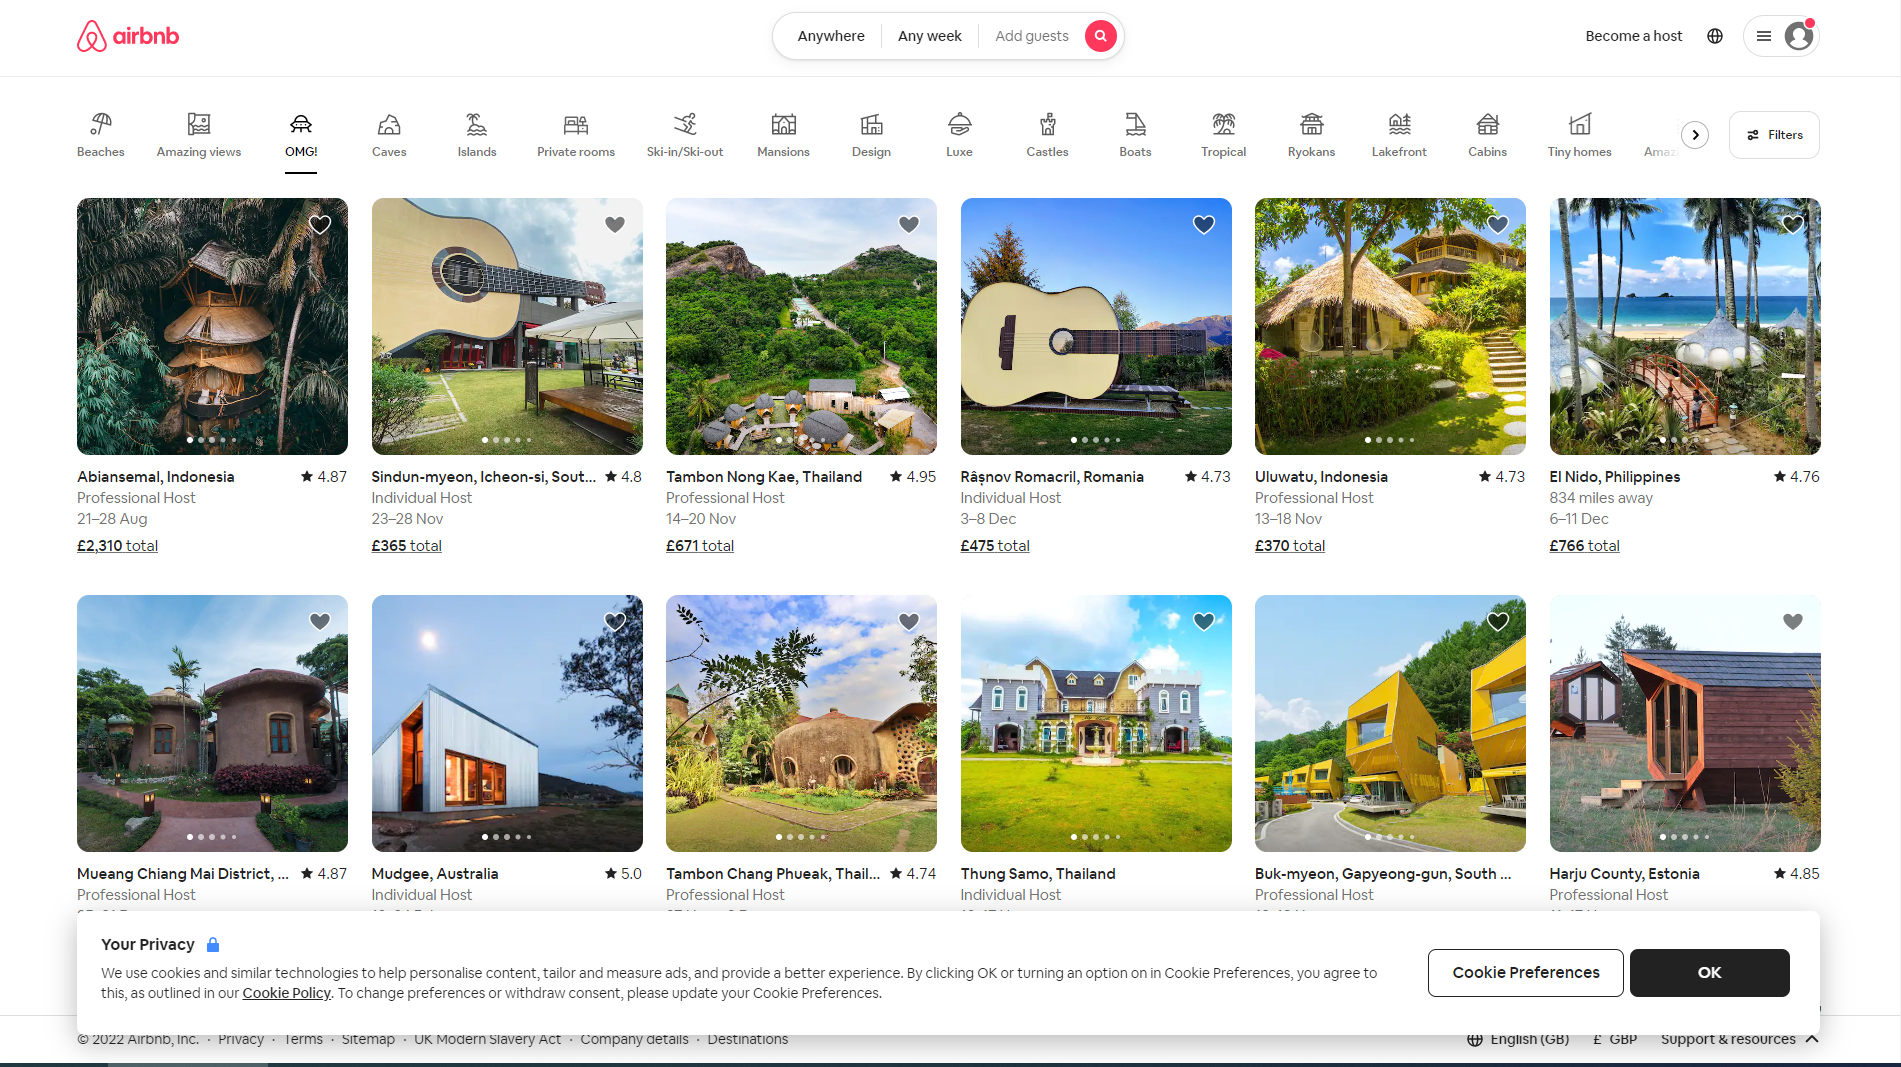 airbnb
Anywhere
Any week
Add guests
Become a host
Beaches
Amazing views
OMG!
Caves
Islands
Private rooms
Ski-in/Ski-out
Mansions
Design
Luxe
Castles
Boats
Tropical
Ryokans
Lakefront
Cabins
Tiny homes
Filters
Abiansemal, Indonesia
4.87
Professional Host
21–28 Aug
£2,310 total
Sindun-myeon, Icheon-si, Sout...
4.8
Individual Host
23–28 Nov
£365 total
Tambon Nong Kae, Thailand
4.95
Professional Host
14–20 Nov
£671 total
Râșnov Romacril, Romania
4.73
Individual Host
3–8 Dec
£475 total
Uluwatu, Indonesia
4.73
Professional Host
13–18 Nov
£370 total
El Nido, Philippines
4.76
834 miles away
6–11 Dec
£766 total
Mueang Chiang Mai District, ...
4.87
Professional Host
Mudgee, Australia
5.0
Individual Host
Tambon Chang Phueak, Thail...
4.74
Professional Host
Thung Samo, Thailand
Individual Host
Buk-myeon, Gapyeong-gun, South ...
Professional Host
Harju County, Estonia
4.85
Professional Host
Your Privacy
We use cookies and similar technologies to help personalise content, tailor and measure ads, and provide a better experience. By clicking OK or turning an option on in Cookie Preferences, you agree to
this, as outlined in our Cookie Policy. To change preferences or withdraw consent, please update your Cookie Preferences.
Cookie Preferences
OK
© 2022 Airbnb, Inc. · Privacy · Terms · Sitemap · UK Modern Slavery Act · Company details · Destinations
English (GB)
£ GBP
Support & resources